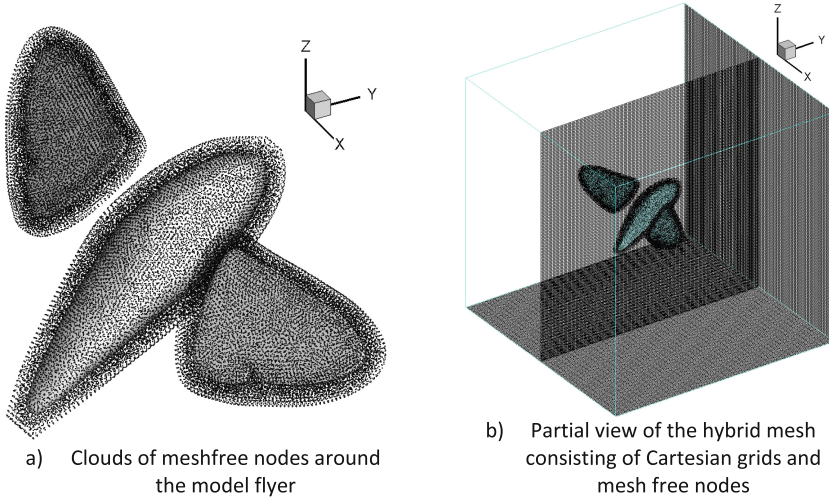 Z
Y
X
Z
Y
X
a) Clouds of meshfree nodes around
the model flyer
b) Partial view of the hybrid mesh
consisting of Cartesian grids and
mesh free nodes